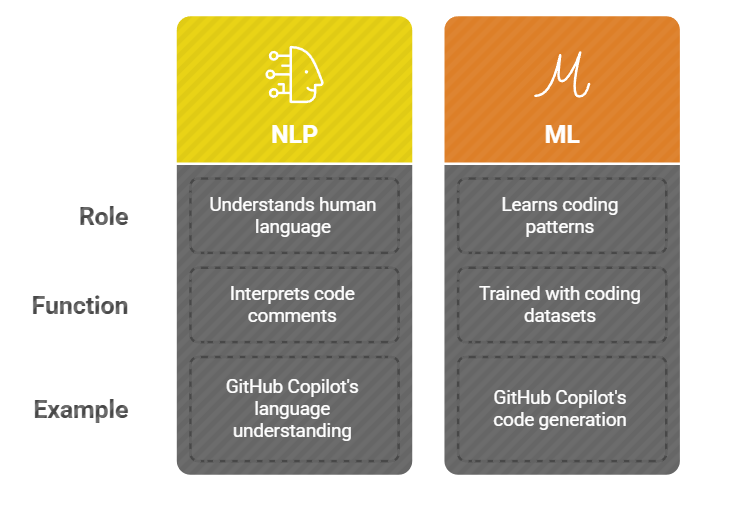 NLP
ML
Role
Understands human
language
Learns coding
patterns
Function
Interprets code
comments
Trained with coding
datasets
Example
GitHub Copilot's
language
understanding
GitHub Copilot's
code generation